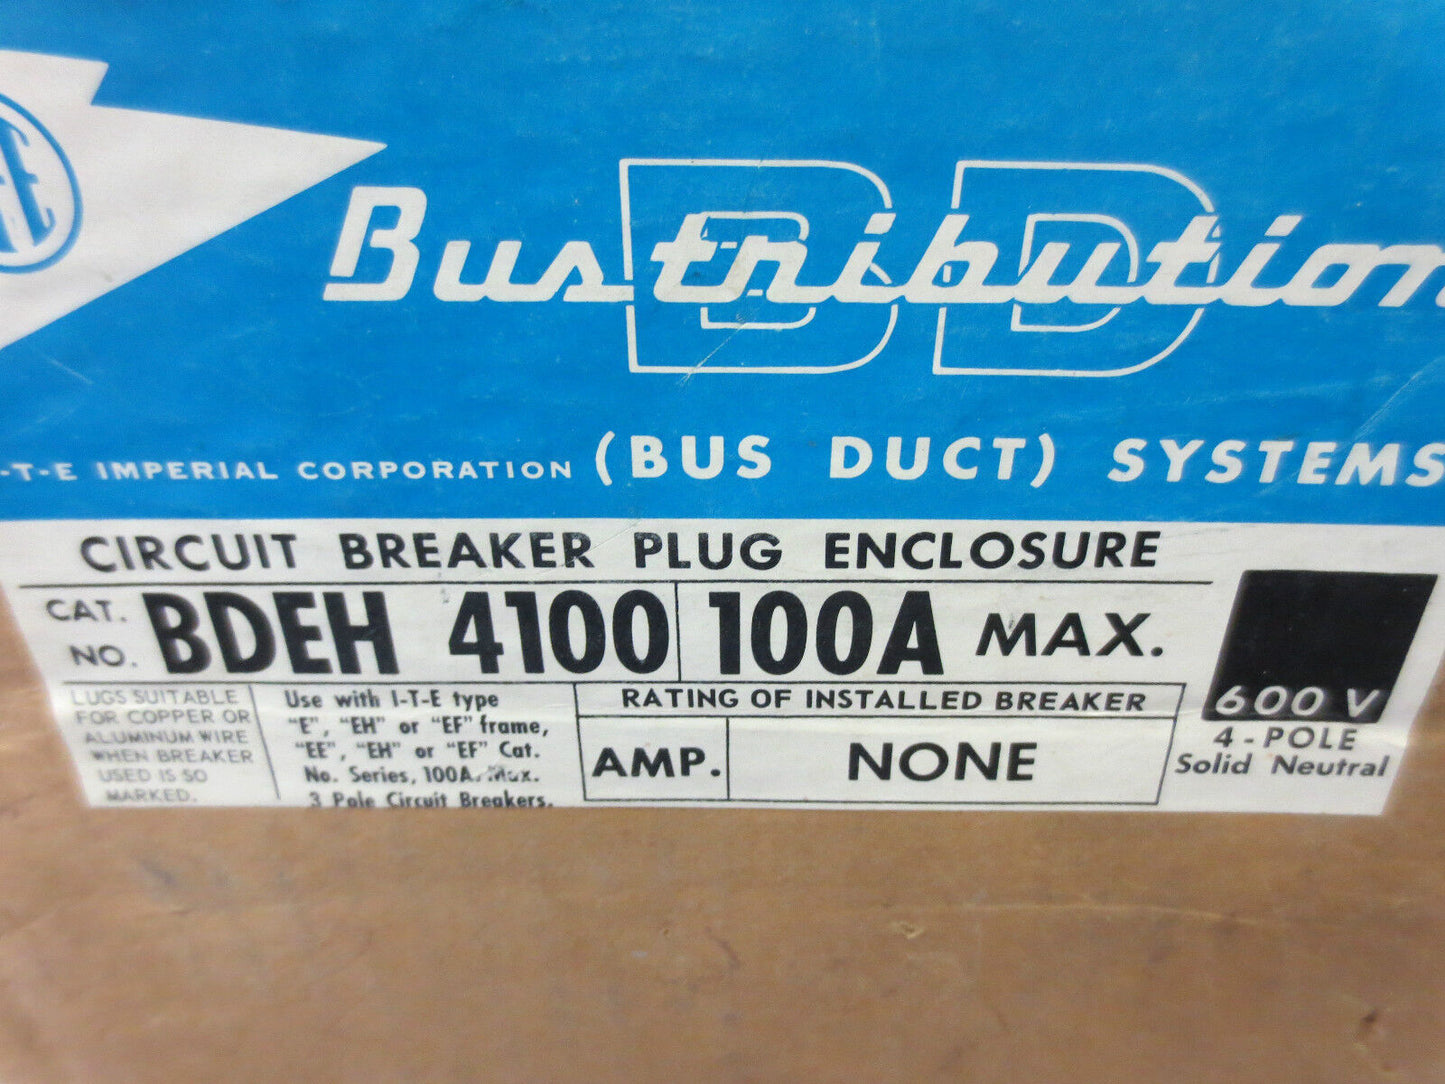 TE
BD
Bustribution
-T-E IMPERIAL CORPORATION (BUS DUCT) SYSTEMS
CIRCUIT BREAKER PLUG ENCLOSURE
CAT. NO. BDEH 4100 100A MAX.
LUGS SUITABLE
FOR COPPER OR
ALUMINUM WIRE
WHEN BREAKER
USED IS SO
MARKED.
Use with I-T-E type
"E", "EH" or "EF" frame,
"EE", "EH" or "EF" Cat.
No. Series, 100A. Max.
3 Pole Circuit Breakers.
RATING OF INSTALLED BREAKER
AMP. NONE
600 V
4-POLE
Solid Neutral